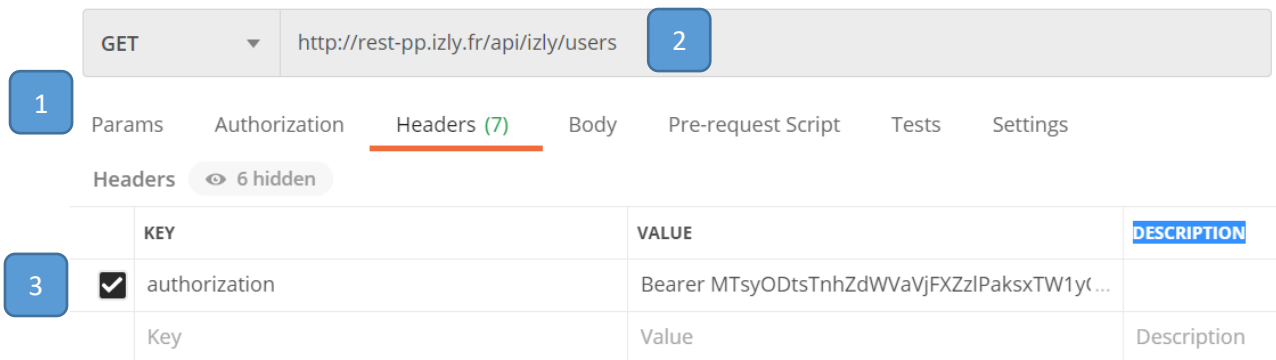 GET http://rest-pp.izly.fr/api/izly/users 2
1
Params Authorization Headers (7) Body Pre-request Script Tests Settings
Headers 6 hidden
KEY VALUE DESCRIPTION
3 authorization Bearer MTsyODtsTnhZdWVaVjFXZzlPaksxTW1y(...
Key Value Description